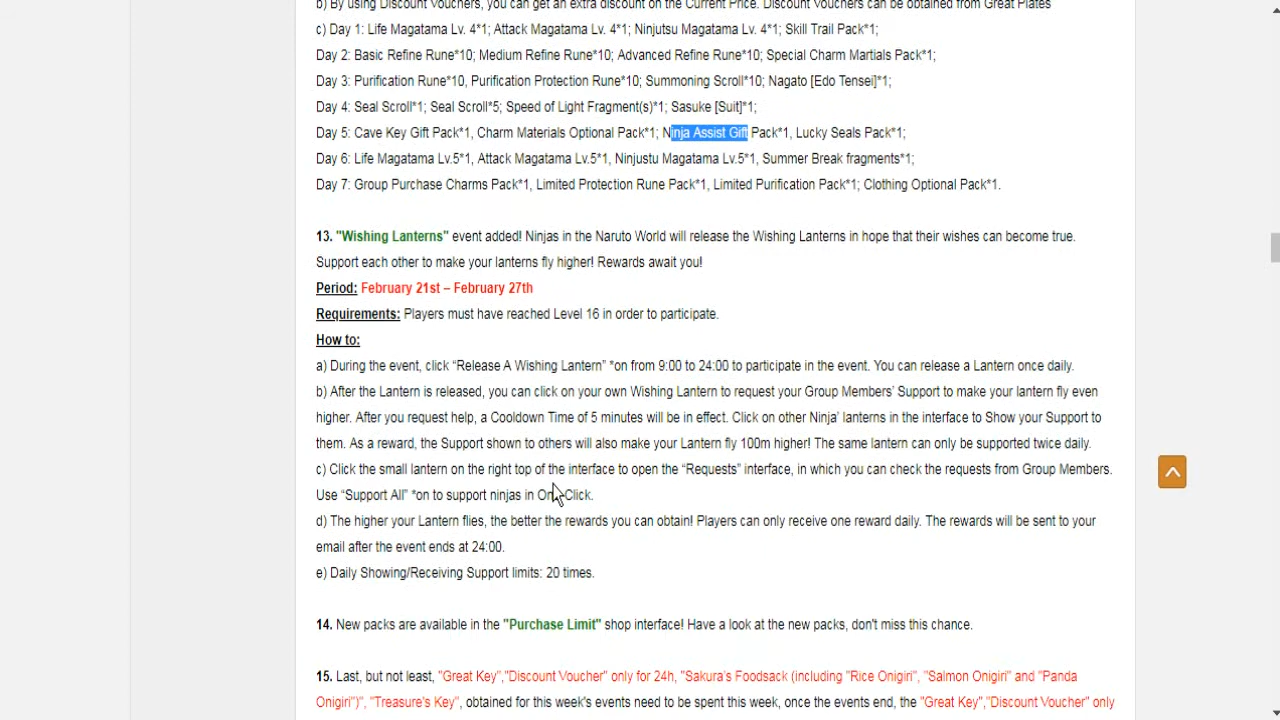 b) By using Discount Vouchers, you can get an extra discount on the Current Price. Discount Vouchers can be obtained from Great Plates
c) Day 1: Life Magatama Lv. 4*1; Attack Magatama Lv. 4*1; Ninjutsu Magatama Lv. 4*1; Skill Trail Pack*1;
Day 2: Basic Refine Rune*10; Medium Refine Rune*10; Advanced Refine Rune*10; Special Charm Martials Pack*1;
Day 3: Purification Rune*10, Purification Protection Rune*10; Summoning Scroll*10; Nagato [Edo Tensei]*1;
Day 4: Seal Scroll*1; Seal Scroll*5; Speed of Light Fragment(s)*1; Sasuke [Suit]*1;
Day 5: Cave Key Gift Pack*1, Charm Materials Optional Pack*1; Ninja Assist Gift Pack*1, Lucky Seals Pack*1;
Day 6: Life Magatama Lv.5*1, Attack Magatama Lv.5*1, Ninjustu Magatama Lv.5*1, Summer Break fragments*1;
Day 7: Group Purchase Charms Pack*1, Limited Protection Rune Pack*1, Limited Purification Pack*1; Clothing Optional Pack*1.
13. "Wishing Lanterns" event added! Ninjas in the Naruto World will release the Wishing Lanterns in hope that their wishes can become true.
Support each other to make your lanterns fly higher! Rewards await you!
Period: February 21st – February 27th
Requirements: Players must have reached Level 16 in order to participate.
How to:
a) During the event, click “Release A Wishing Lantern” *on from 9:00 to 24:00 to participate in the event. You can release a Lantern once daily.
b) After the Lantern is released, you can click on your own Wishing Lantern to request your Group Members’ Support to make your lantern fly even
higher. After you request help, a Cooldown Time of 5 minutes will be in effect. Click on other Ninja’ lanterns in the interface to Show your Support to
them. As a reward, the Support shown to others will also make your Lantern fly 100m higher! The same lantern can only be supported twice daily.
c) Click the small lantern on the right top of the interface to open the “Requests” interface, in which you can check the requests from Group Members.
Use “Support All” *on to support ninjas in One-Click.
d) The higher your Lantern flies, the better the rewards you can obtain! Players can only receive one reward daily. The rewards will be sent to your
email after the event ends at 24:00.
e) Daily Showing/Receiving Support limits: 20 times.
14. New packs are available in the "Purchase Limit" shop interface! Have a look at the new packs, don't miss this chance.
15. Last, but not least, "Great Key","Discount Voucher" only for 24h, "Sakura's Foodsack (including "Rice Onigiri", "Salmon Onigiri" and "Panda
Onigiri")", "Treasure's Key", obtained for this week's events need to be spent this week, once the events end, the "Great Key","Discount Voucher" only